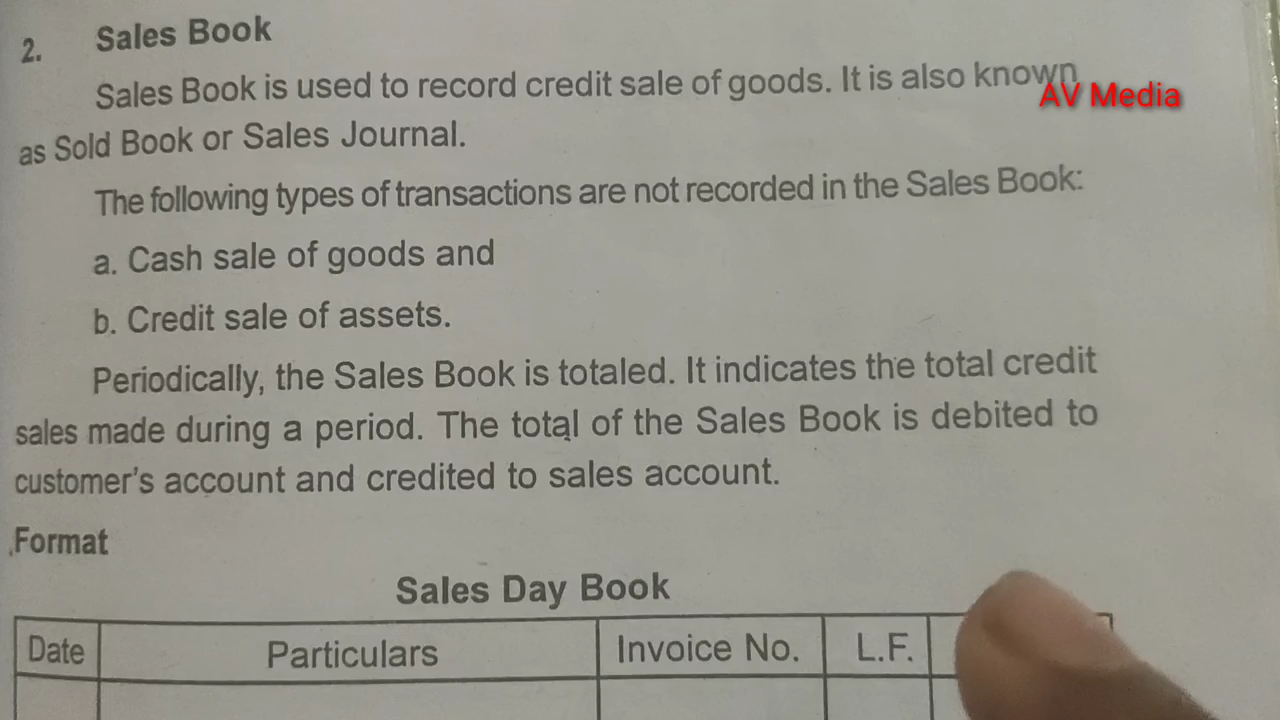 2. Sales Book
Sales Book is used to record credit sale of goods. It is also known
AV Media
as Sold Book or Sales Journal.
The following types of transactions are not recorded in the Sales Book:
a. Cash sale of goods and
b. Credit sale of assets.
Periodically, the Sales Book is totaled. It indicates the total credit
sales made during a period. The total of the Sales Book is debited to
customer's account and credited to sales account.
Format
Sales Day Book
Date Particulars Invoice No. L.F.